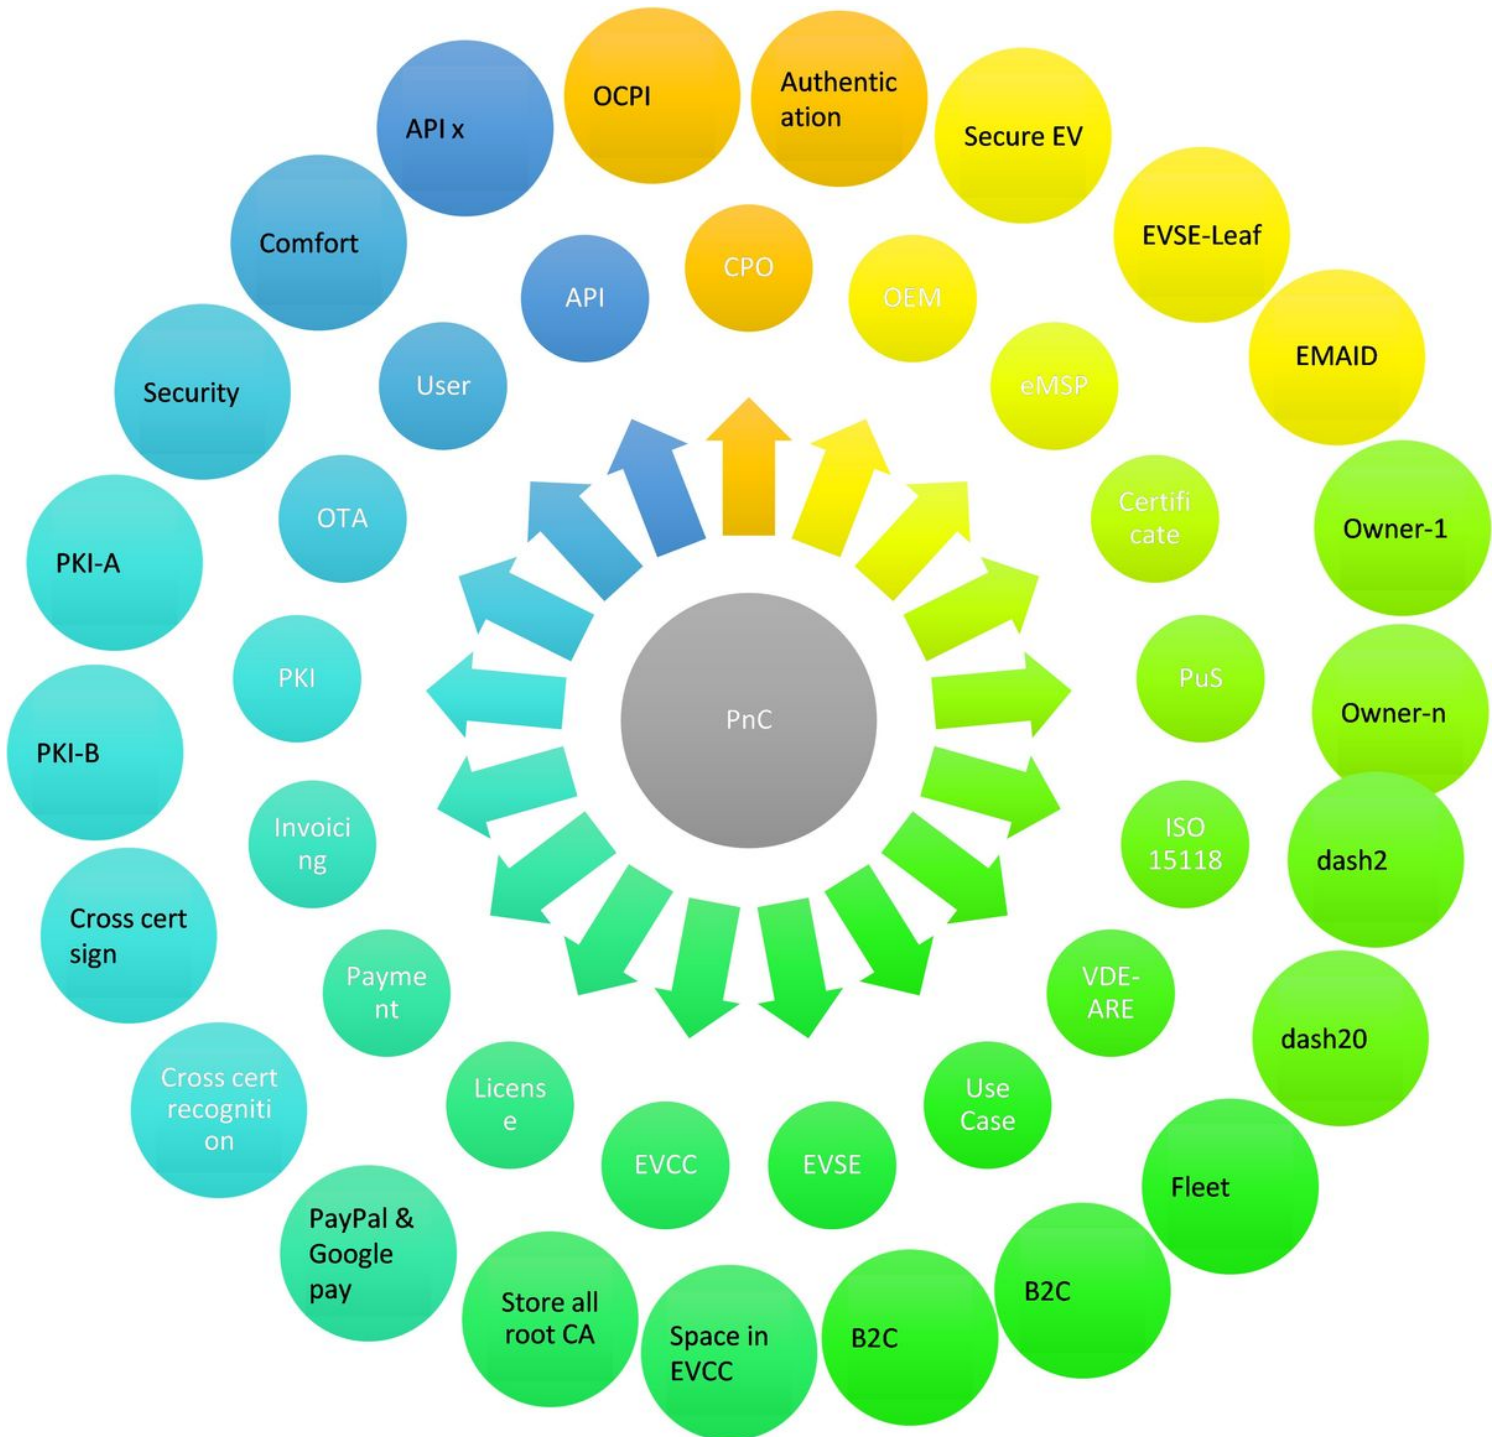 OCPI
Authentic
ation
Secure EV
EVSE-Leaf
EMAID
Owner-1
Owner-n
dash2
dash20
Fleet
B2C
B2C
Space in
EVCC
Store all
root CA
PayPal &
Google
pay
Cross cert
recogniti
on
Cross cert
sign
PKI-B
PKI-A
Security
Comfort
API x
CPO
OEM
eMSP
Certifi
cate
PuS
ISO
15118
VDE-
ARE
Use
Case
EVSE
EVCC
Licens
e
Payme
nt
Invoici
ng
PKI
OTA
User
API
PnC